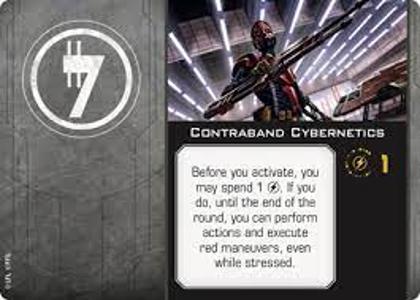 7
CONTRABAND CYBERNETICS
1
Before you activate, you
may spend 1 . If you
do, until the end of the
round, you can perform
actions and execute
red maneuvers, even
while stressed.